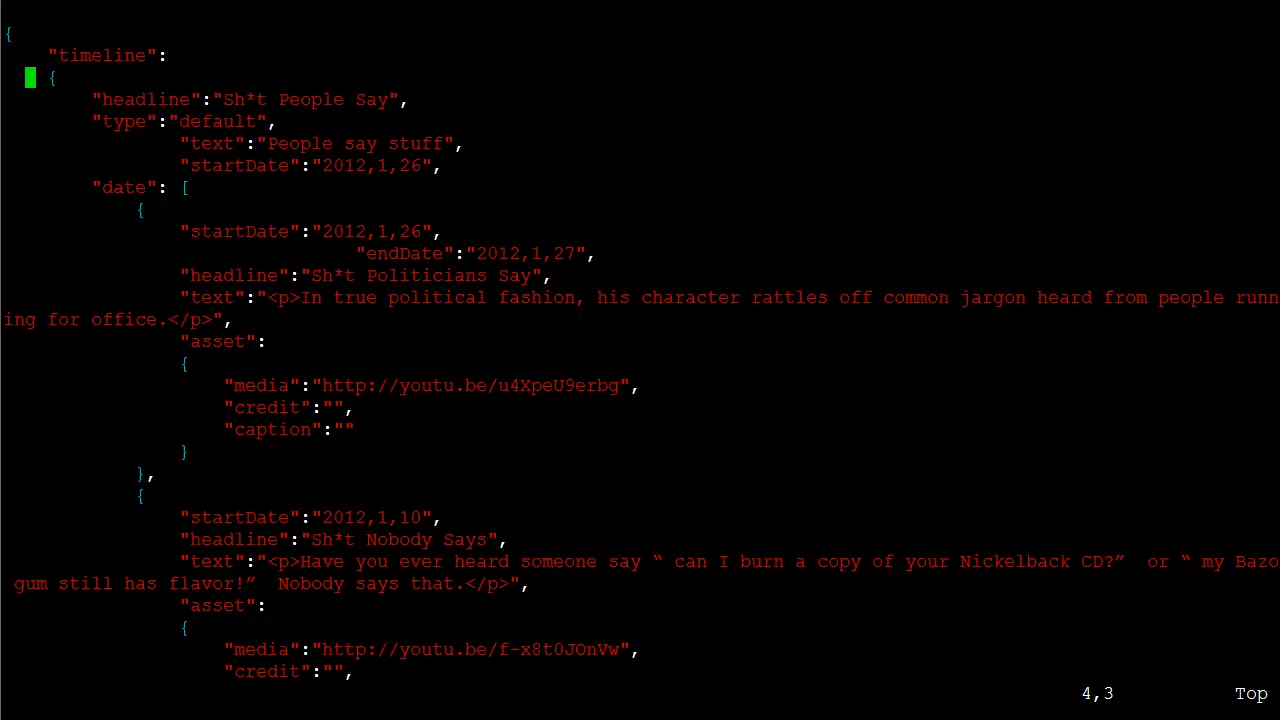 {
"timeline":
{
"headline":"Sh*t People Say",
"type":"default",
"text":"People say stuff",
"startDate":"2012,1,26",
"date": [
{
"startDate":"2012,1,26",
"endDate":"2012,1,27",
"headline":"Sh*t Politicians Say",
"text":"<p>In true political fashion, his character rattles off common jargon heard from people runn
ing for office.</p>",
"asset":
{
"media":"http://youtu.be/u4XpeU9erbg",
"credit":"",
"caption":""
}
},
{
"startDate":"2012,1,10",
"headline":"Sh*t Nobody Says",
"text":"<p>Have you ever heard someone say “ can I burn a copy of your Nickelback CD?”  or “ my Bazo
gum still has flavor!”  Nobody says that.</p>",
"asset":
{
"media":"http://youtu.be/f-x8t0JOnVw",
"credit":"",
4,3 Top